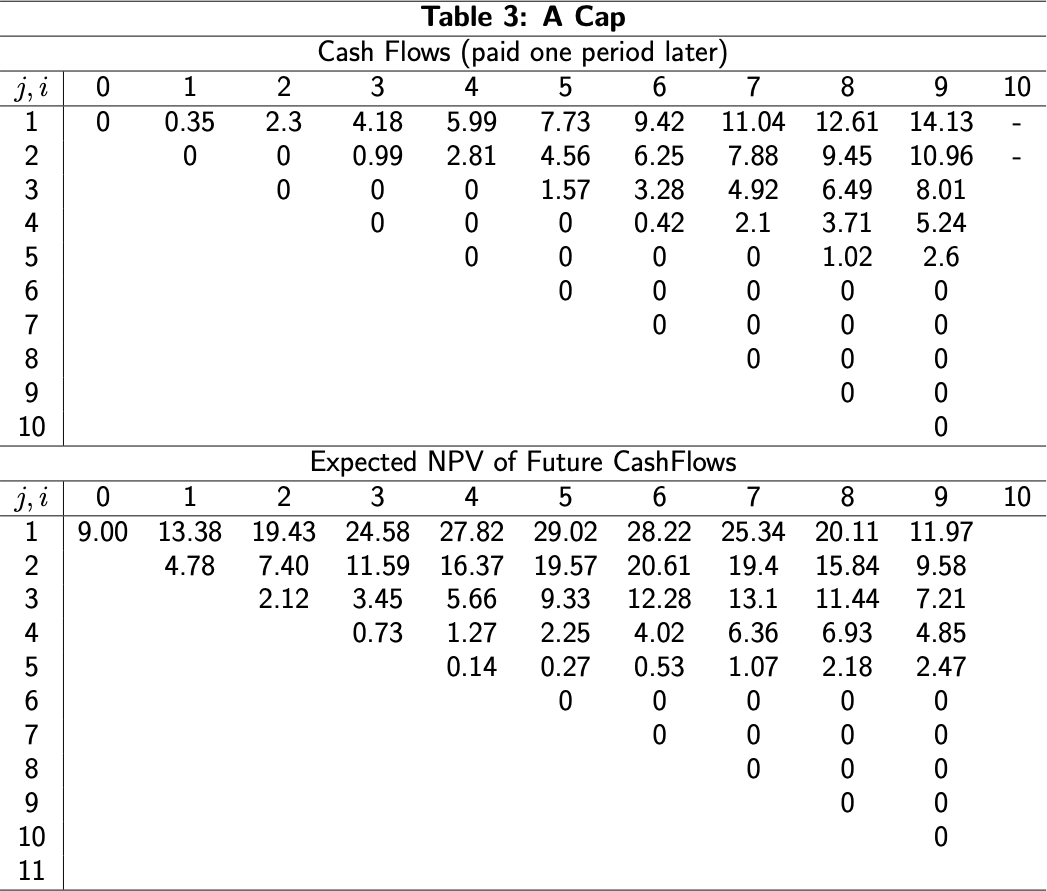 Table 3: A Cap
Cash Flows (paid one period later)
j, i 0 1 2 3 4 5 6 7 8 9 10
1 0 0.35 2.3 4.18 5.99 7.73 9.42 11.04 12.61 14.13 -
2 0 0 0.99 2.81 4.56 6.25 7.88 9.45 10.96 -
3 0 0 0 1.57 3.28 4.92 6.49 8.01
4 0 0 0 0.42 2.1 3.71 5.24
5 0 0 0 0 1.02 2.6
6 0 0 0 0 0
7 0 0 0 0
8 0 0 0
9 0 0
10 0
Expected NPV of Future CashFlows
j, i 0 1 2 3 4 5 6 7 8 9 10
1 9.00 13.38 19.43 24.58 27.82 29.02 28.22 25.34 20.11 11.97
2 4.78 7.40 11.59 16.37 19.57 20.61 19.4 15.84 9.58
3 2.12 3.45 5.66 9.33 12.28 13.1 11.44 7.21
4 0.73 1.27 2.25 4.02 6.36 6.93 4.85
5 0.14 0.27 0.53 1.07 2.18 2.47
6 0 0 0 0 0
7 0 0 0 0
8 0 0 0
9 0 0
10 0
11